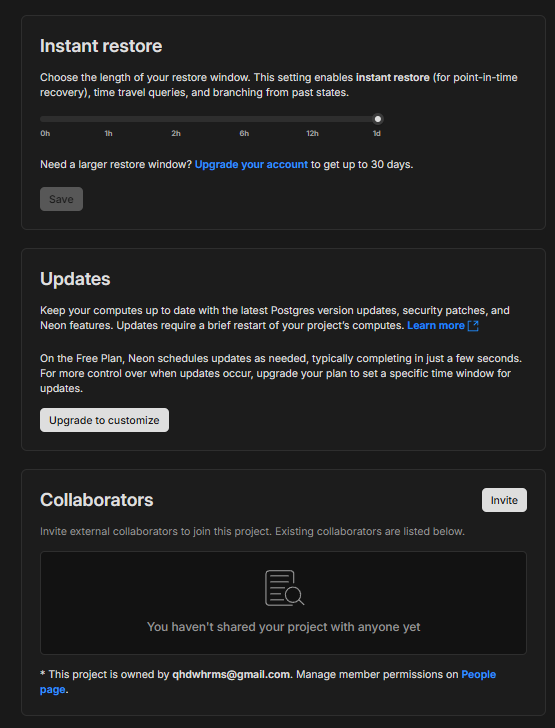 Instant restore
Choose the length of your restore window. This setting enables instant restore (for point-in-time
recovery), time travel queries, and branching from past states.
0h 1h 2h 6h 12h 1d
Need a larger restore window? Upgrade your account to get up to 30 days.
Save
Updates
Keep your computes up to date with the latest Postgres version updates, security patches, and
Neon features. Updates require a brief restart of your project's computes. Learn more
On the Free Plan, Neon schedules updates as needed, typically completing in just a few seconds.
For more control over when updates occur, upgrade your plan to set a specific time window for
updates.
Upgrade to customize
Collaborators
Invite
Invite external collaborators to join this project. Existing collaborators are listed below.
You haven't shared your project with anyone yet
* This project is owned by qhdwhrms@gmail.com. Manage member permissions on People
page.